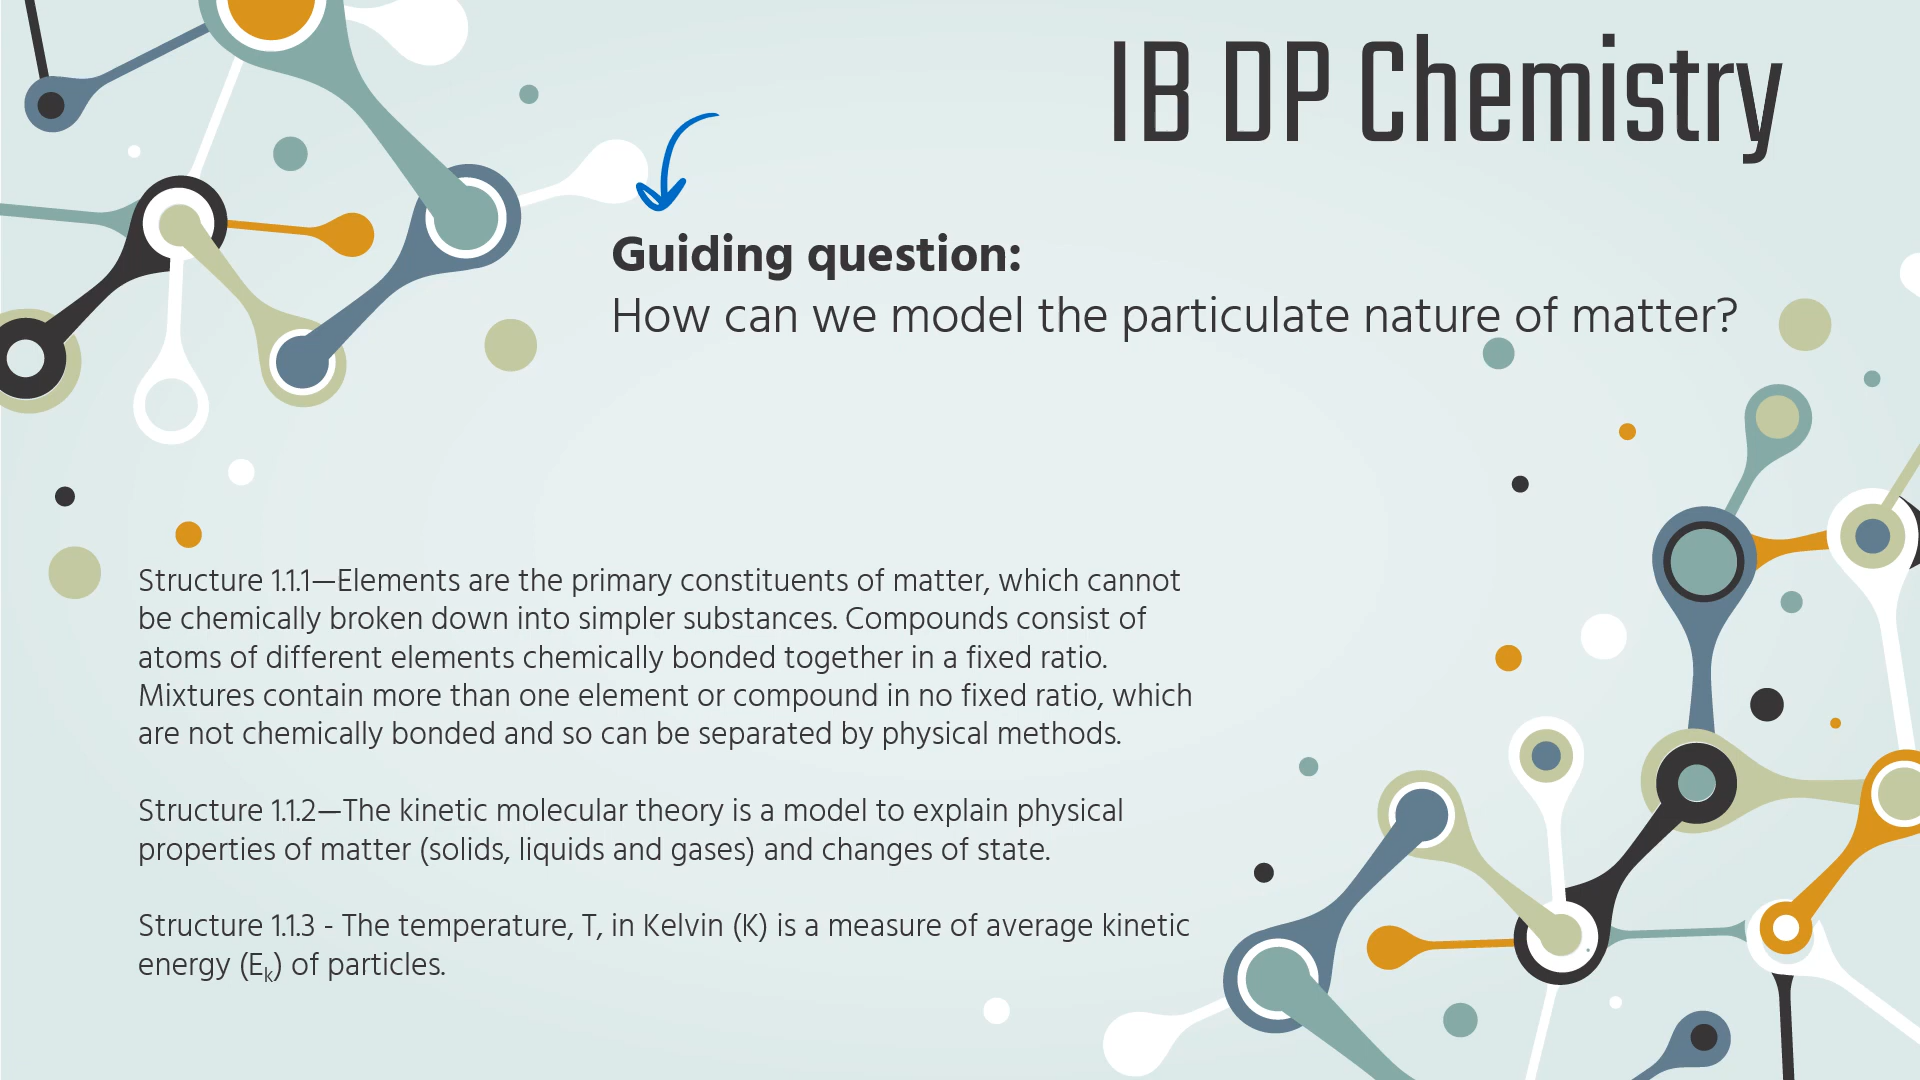 IB DP Chemistry
Guiding question:
How can we model the particulate nature of matter?
Structure 1.1.1—Elements are the primary constituents of matter, which cannot
be chemically broken down into simpler substances. Compounds consist of
atoms of different elements chemically bonded together in a fixed ratio.
Mixtures contain more than one element or compound in no fixed ratio, which
are not chemically bonded and so can be separated by physical methods.
Structure 1.1.2—The kinetic molecular theory is a model to explain physical
properties of matter (solids, liquids and gases) and changes of state.
Structure 1.1.3 - The temperature, T, in Kelvin (K) is a measure of average kinetic
energy (Eₖ) of particles.